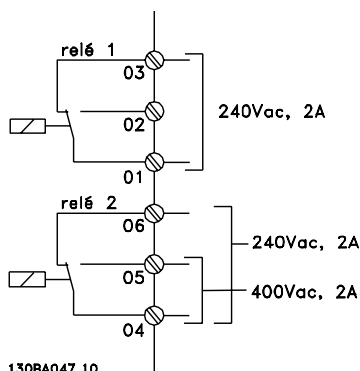 relé 1
03
02
240Vac, 2A
01
relé 2
06
240Vac, 2A
05
400Vac, 2A
04
130BA047.10